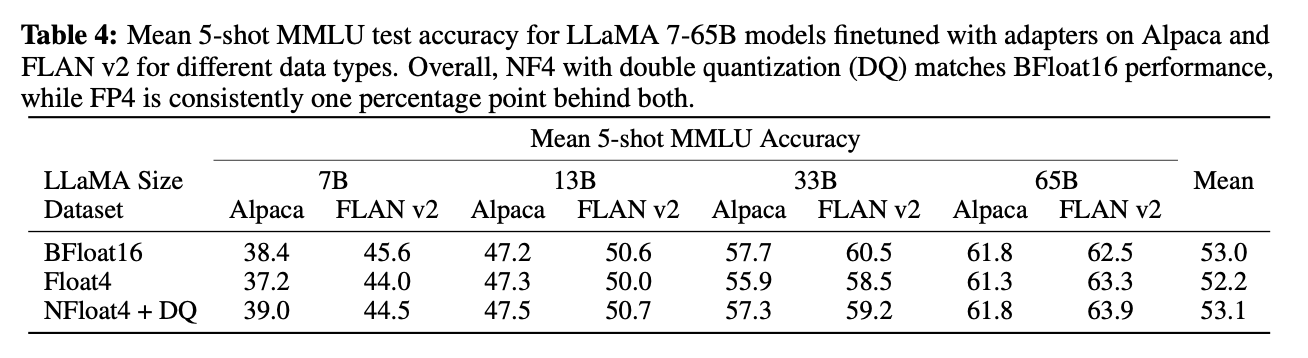 Table 4: Mean 5-shot MMLU test accuracy for LLaMA 7-65B models finetuned with adapters on Alpaca and
FLAN v2 for different data types. Overall, NF4 with double quantization (DQ) matches BFloat16 performance,
while FP4 is consistently one percentage point behind both.
Mean 5-shot MMLU Accuracy
LLaMA Size 7B 13B 33B 65B Mean
Dataset Alpaca FLAN v2 Alpaca FLAN v2 Alpaca FLAN v2 Alpaca FLAN v2
BFloat16 38.4 45.6 47.2 50.6 57.7 60.5 61.8 62.5 53.0
Float4 37.2 44.0 47.3 50.0 55.9 58.5 61.3 63.3 52.2
NFloat4 + DQ 39.0 44.5 47.5 50.7 57.3 59.2 61.8 63.9 53.1